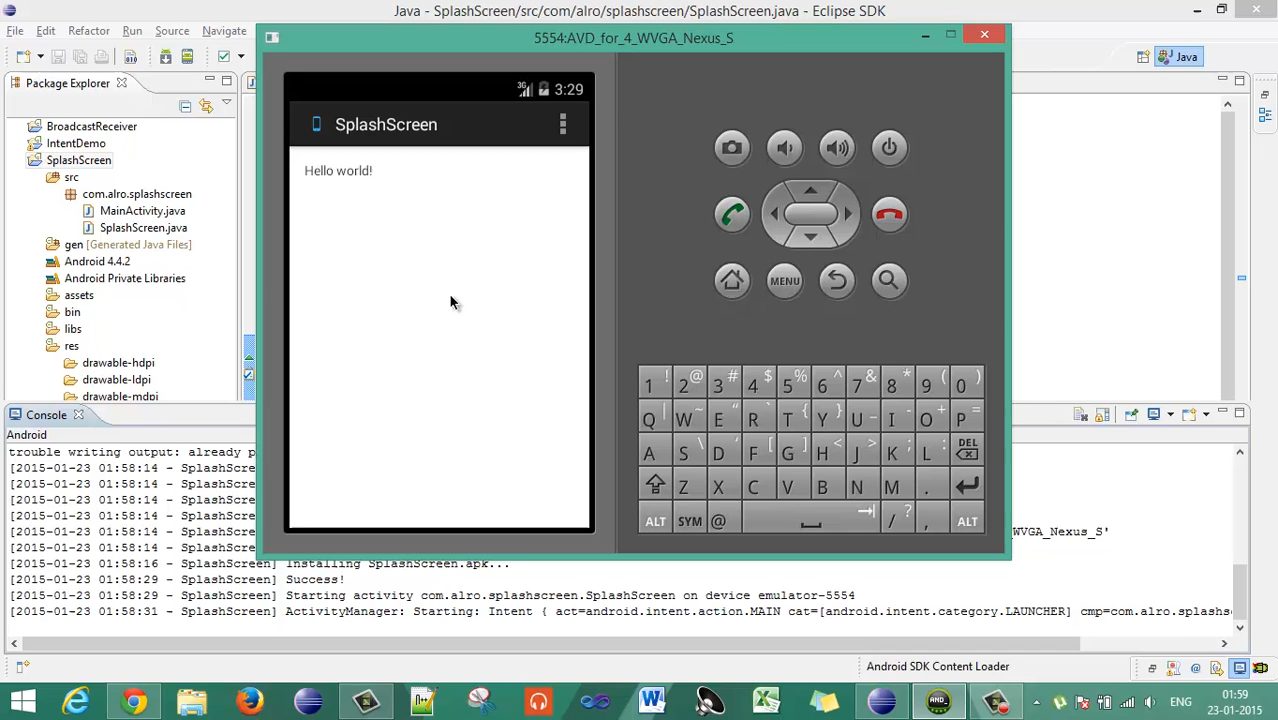 Java - SplashScreen/src/com/alro/splashscreen/SplashScreen.java - Eclipse SDK
File Edit Refactor Run Source Navigate
5554:AVD_for_4_WVGA_Nexus_S
Java
Package Explorer
BroadcastReceiver
IntentDemo
SplashScreen
src
com.alro.splashscreen
MainActivity.java
SplashScreen.java
gen [Generated Java Files]
Android 4.4.2
Android Private Libraries
assets
bin
libs
res
drawable-hdpi
drawable-ldpi
drawable-mdpi
3G 3:29
SplashScreen
Hello world!
MENU
1 ! 2 @ 3 # 4 $ 5 % 6 ^ 7 & 8 * 9 ( 0 )
Q | W ~ E " R ` T { Y } U _ I - O + P =
A S \ D ' F [ G ] H < J > K ; L : DEL
Z X C V B N M .
ALT SYM @ / ? , ALT
Console
Android
trouble writing output: already p
[2015-01-23 01:58:14 - SplashScre
[2015-01-23 01:58:14 - SplashScre
[2015-01-23 01:58:14 - SplashScre
[2015-01-23 01:58:14 - SplashScre
[2015-01-23 01:58:14 - SplashScre _WVGA_Nexus_S'
[2015-01-23 01:58:14 - SplashScre
[2015-01-23 01:58:16 - SplashScreen] Installing SplashScreen.apk...
[2015-01-23 01:58:29 - SplashScreen] Success!
[2015-01-23 01:58:29 - SplashScreen] Starting activity com.alro.splashscreen.SplashScreen on device emulator-5554
[2015-01-23 01:58:31 - SplashScreen] ActivityManager: Starting: Intent { act=android.intent.action.MAIN cat=[android.intent.category.LAUNCHER] cmp=com.alro.splashs
Android SDK Content Loader
ENG
01:59
23-01-2015